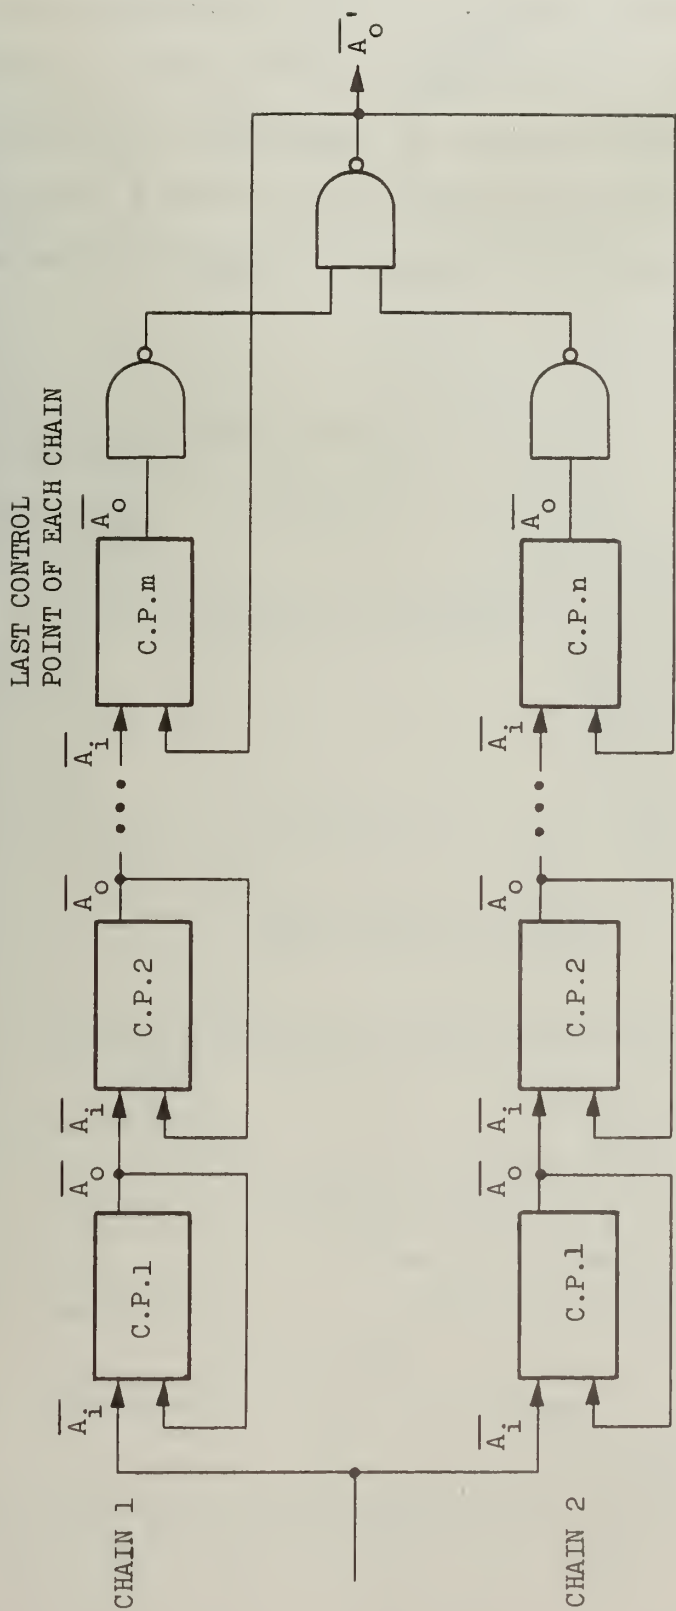 LAST CONTROL
POINT OF EACH CHAIN
CHAIN 1
A̅i
C.P.1
A̅o
A̅i
C.P.2
A̅o
A̅i
C.P.m
A̅o
A̅o'
CHAIN 2
A̅i
C.P.1
A̅o
A̅i
C.P.2
A̅o
A̅i
C.P.n
A̅o